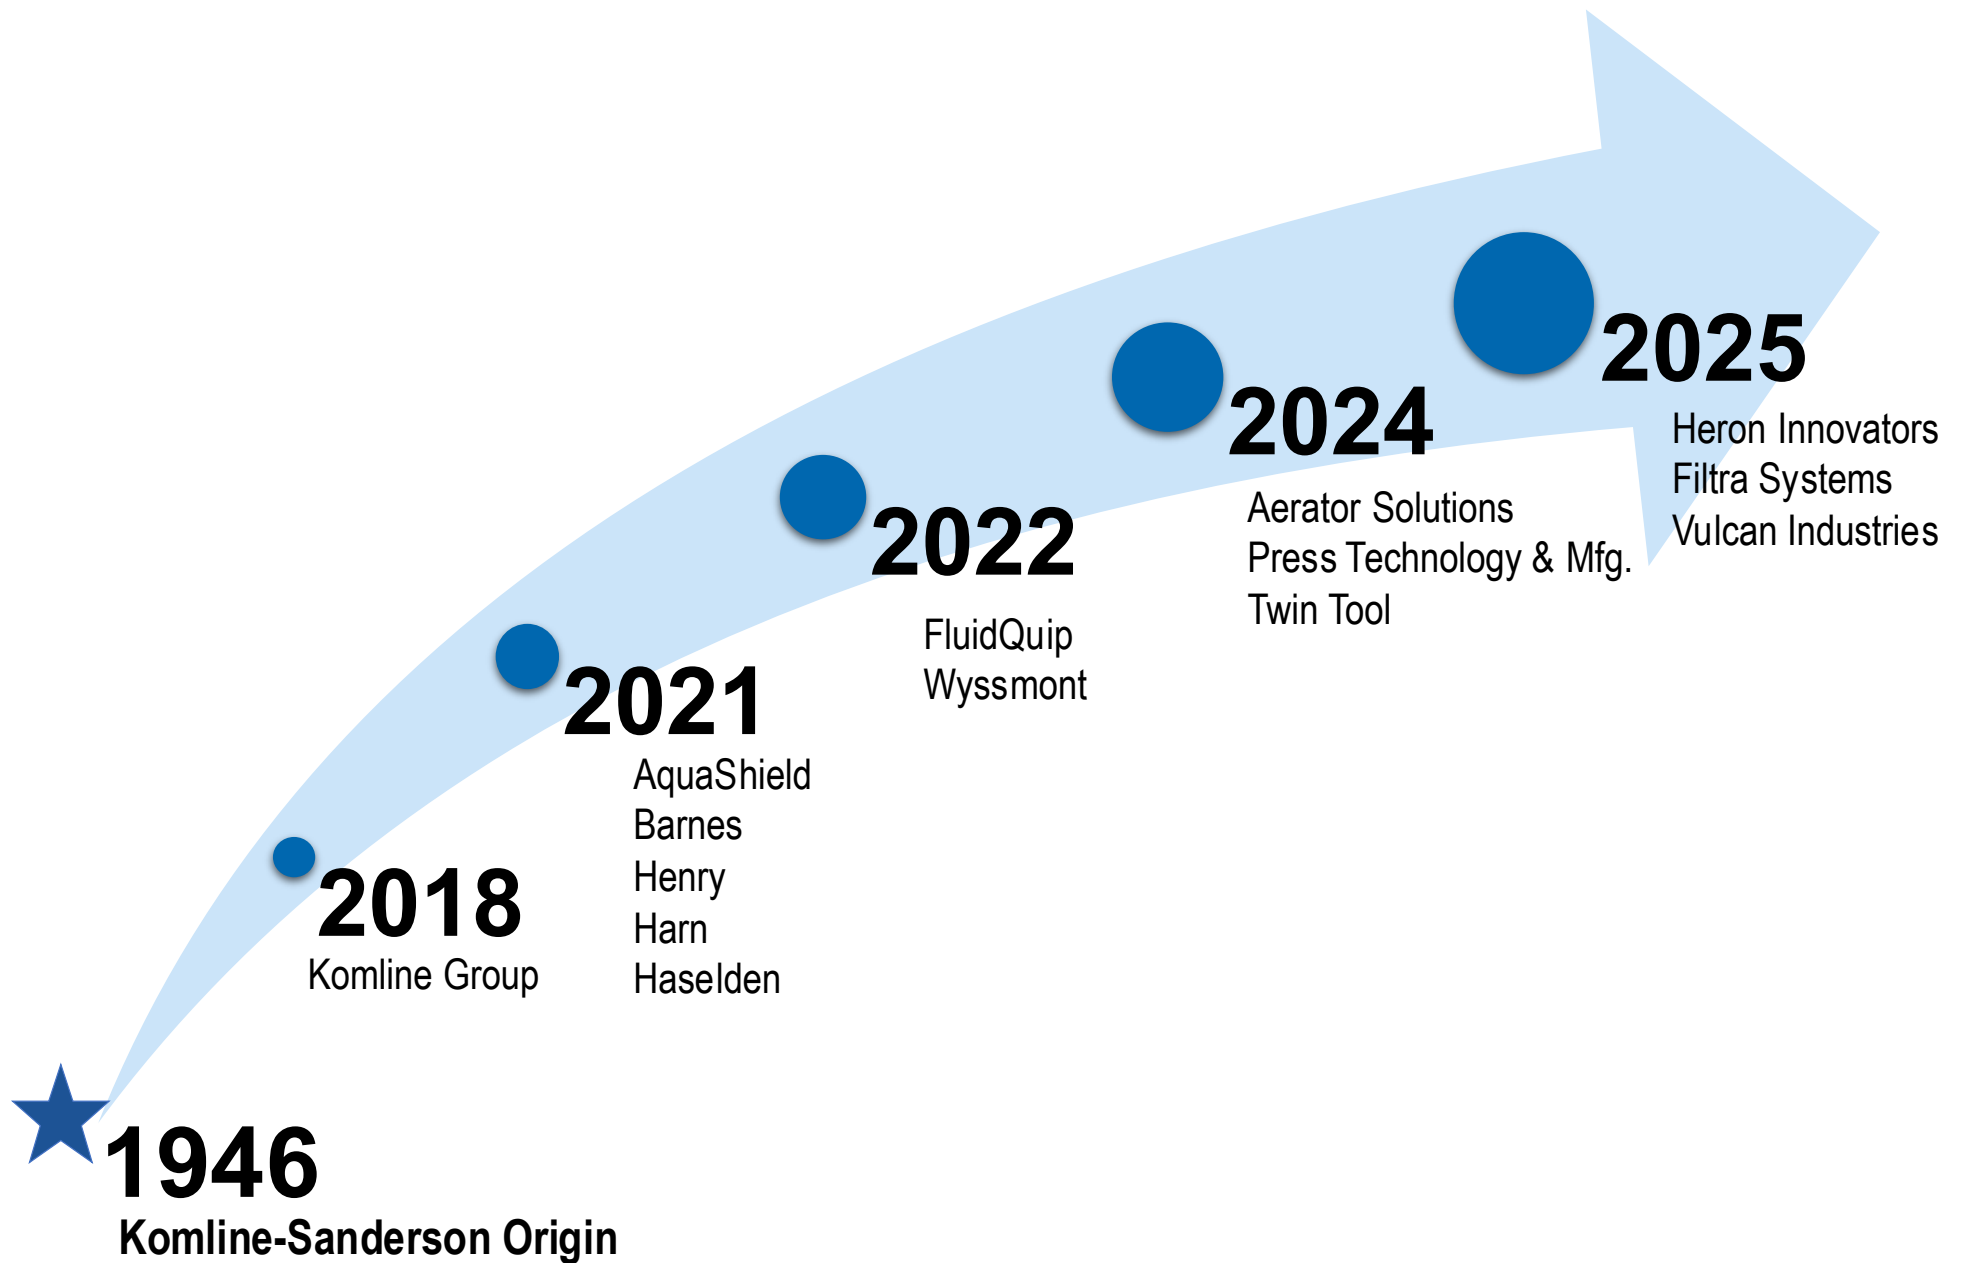 1946
Komline-Sanderson Origin
2018
Komline Group
2021
AquaShield
Barnes
Henry
Harn
Haselden
2022
FluidQuip
Wyssmont
2024
Aerator Solutions
Press Technology & Mfg.
Twin Tool
2025
Heron Innovators
Filtra Systems
Vulcan Industries